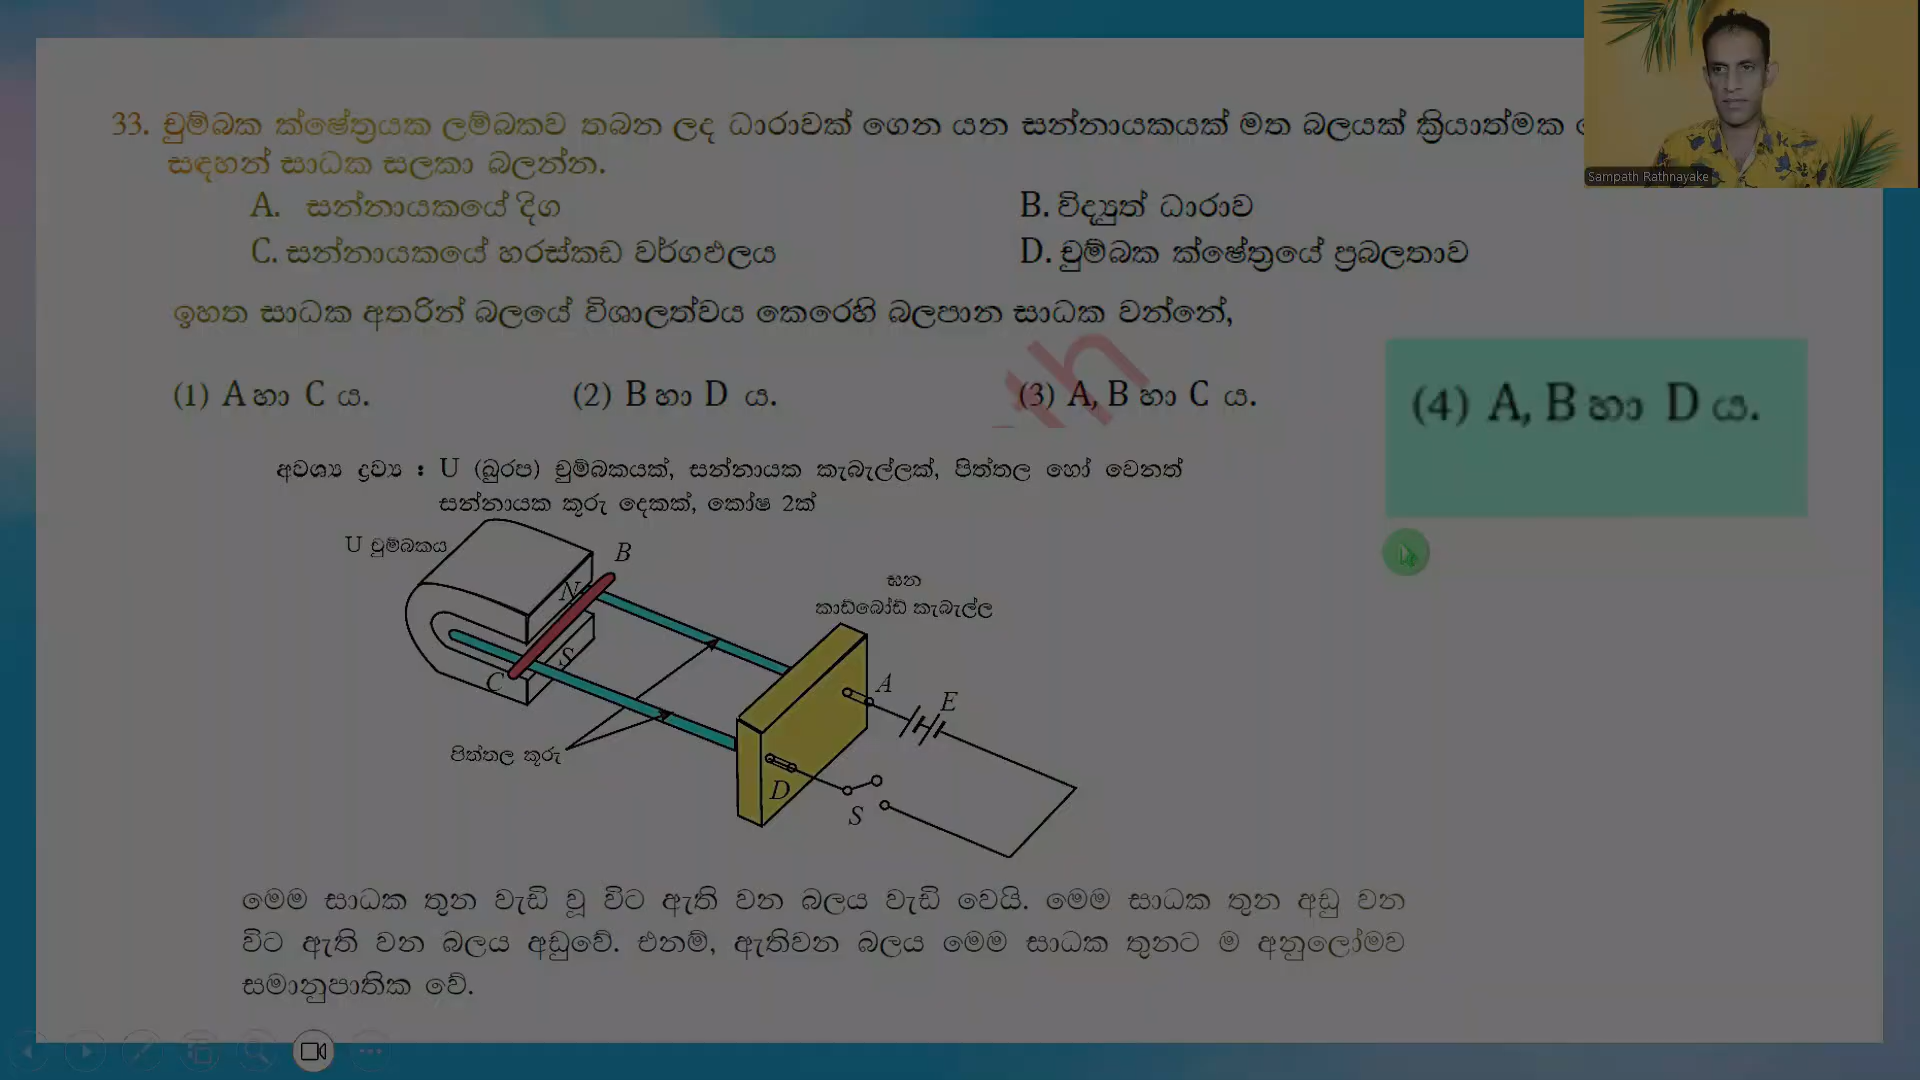 33. චුම්බක ක්ෂේත්‍රයක ලම්බකව තබන ලද ධාරාවක් ගෙන යන සන්නායකයක් මත බලයක් ක්‍රියාත්මක
සඳහන් සාධක සලකා බලන්න.
A. සන්නායකයේ දිග
B. විද්‍යුත් ධාරාව
C. සන්නායකයේ හරස්කඩ වර්ගඵලය
D. චුම්බක ක්ෂේත්‍රයේ ප්‍රබලතාව
ඉහත සාධක අතරින් බලයේ විශාලත්වය කෙරෙහි බලපාන සාධක වන්නේ,
(1) A හා C ය.
(2) B හා D ය.
(3) A, B හා C ය.
(4) A, B හා D ය.
th
අවශ්‍ය ද්‍රව්‍ය : U (ඛුරප) චුම්බකයක්, සන්නායක කැබැල්ලක්, පිත්තල හෝ වෙනත්
සන්නායක කූරු දෙකක්, කෝෂ 2ක්
U චුම්බකය
B
N
S
C
ඝන
කාඩ්බෝඩ් කැබැල්ල
A
E
පිත්තල කූරු
D
S
මෙම සාධක තුන වැඩි වූ විට ඇති වන බලය වැඩි වෙයි. මෙම සාධක තුන අඩු වන
විට ඇති වන බලය අඩුවේ. එනම්, ඇතිවන බලය මෙම සාධක තුනට ම අනුලෝමව
සමානුපාතික වේ.
Sampath Rathnayake